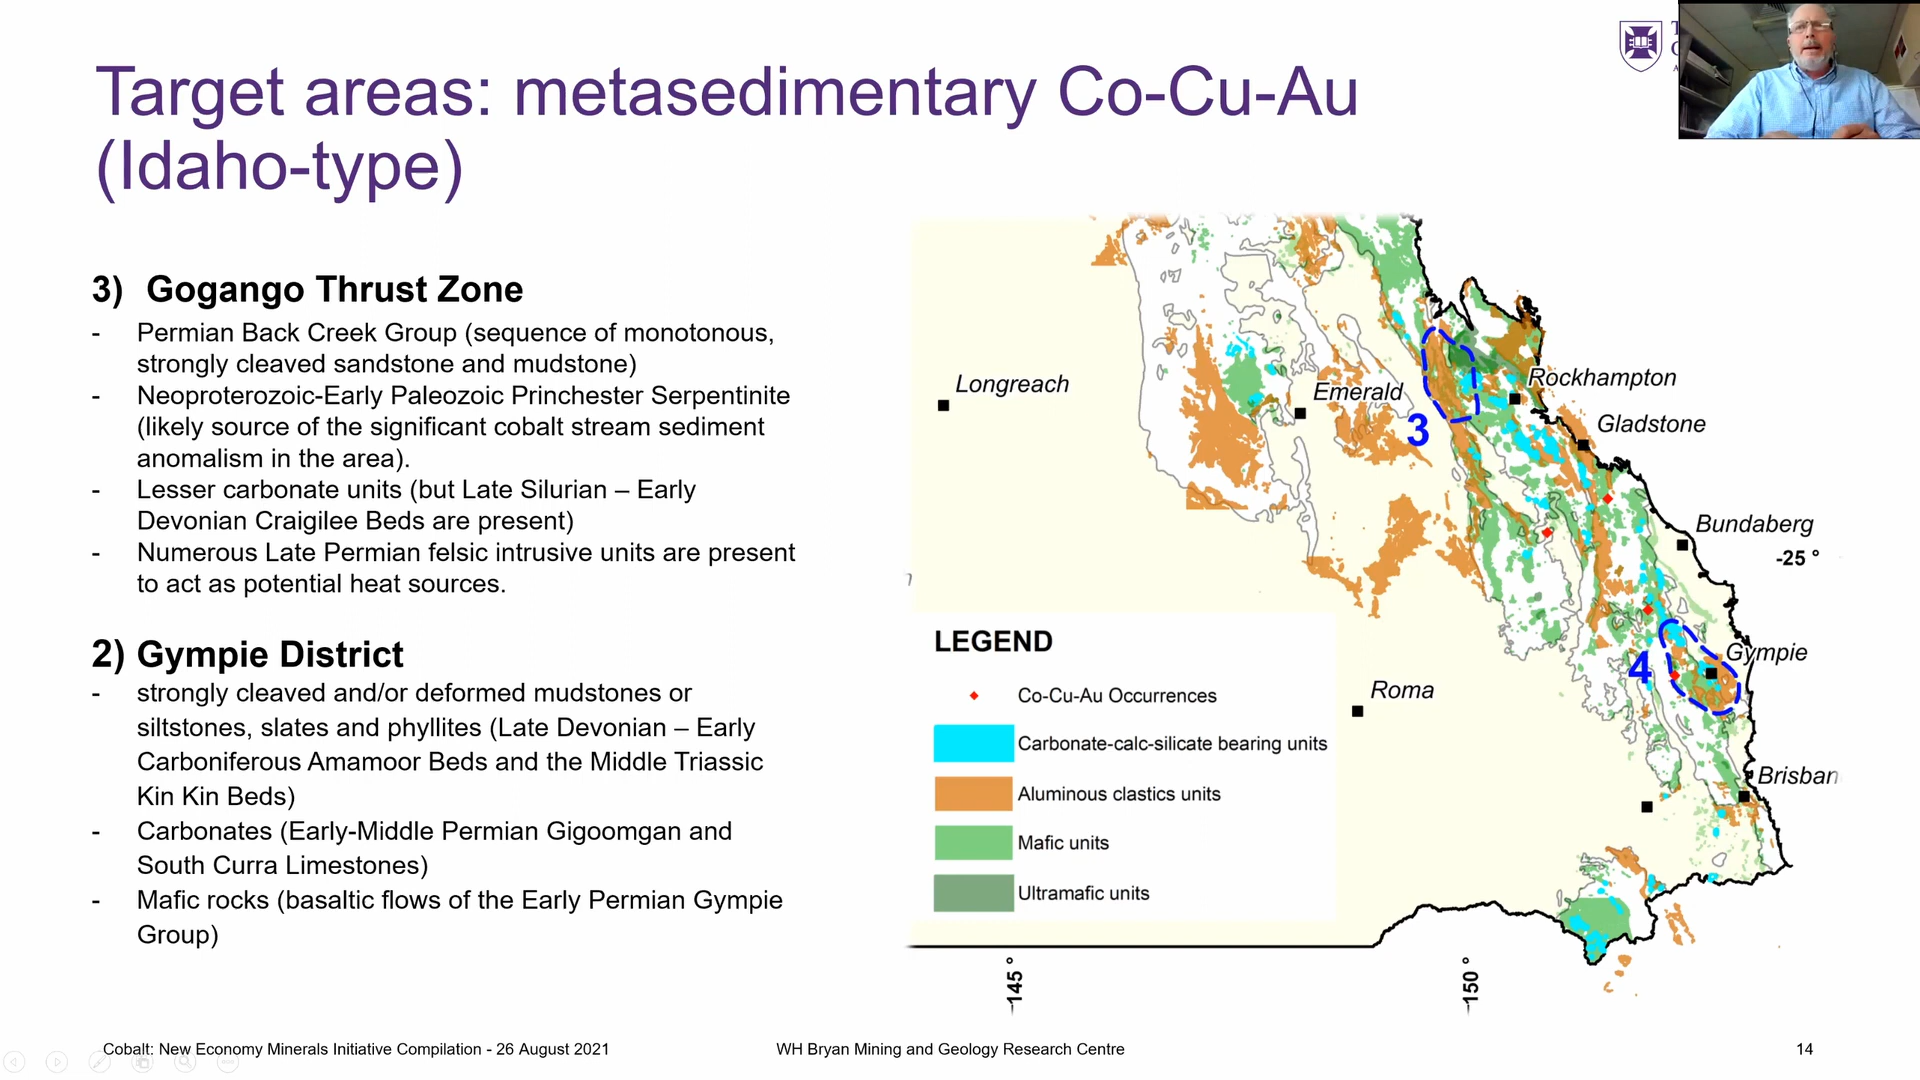 Target areas: metasedimentary Co-Cu-Au
(Idaho-type)
3) Gogango Thrust Zone
- Permian Back Creek Group (sequence of monotonous,
strongly cleaved sandstone and mudstone)
- Neoproterozoic-Early Paleozoic Princhester Serpentinite
(likely source of the significant cobalt stream sediment
anomalism in the area).
- Lesser carbonate units (but Late Silurian – Early
Devonian Craigilee Beds are present)
- Numerous Late Permian felsic intrusive units are present
to act as potential heat sources.
2) Gympie District
- strongly cleaved and/or deformed mudstones or
siltstones, slates and phyllites (Late Devonian – Early
Carboniferous Amamoor Beds and the Middle Triassic
Kin Kin Beds)
- Carbonates (Early-Middle Permian Gigoomgan and
South Curra Limestones)
- Mafic rocks (basaltic flows of the Early Permian Gympie
Group)
Longreach
Emerald
Rockhampton
3
Gladstone
Bundaberg
-25 °
Gympie
4
Roma
Brisban
LEGEND
Co-Cu-Au Occurrences
Carbonate-calc-silicate bearing units
Aluminous clastics units
Mafic units
Ultramafic units
145 °
150 °
Cobalt: New Economy Minerals Initiative Compilation - 26 August 2021
WH Bryan Mining and Geology Research Centre
14